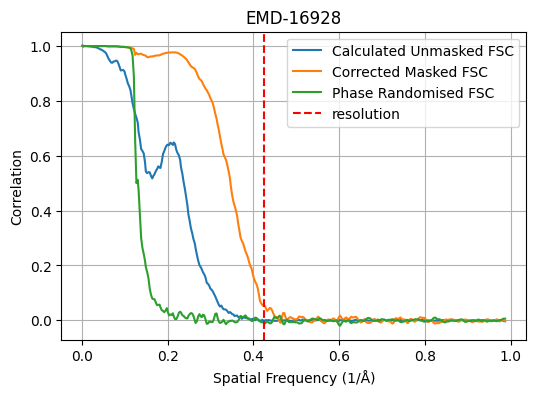 EMD-16928
1.0
0.8
0.6
0.4
0.2
0.0
Correlation
Calculated Unmasked FSC
Corrected Masked FSC
Phase Randomised FSC
resolution
0.0 0.2 0.4 0.6 0.8 1.0
Spatial Frequency (1/Å)